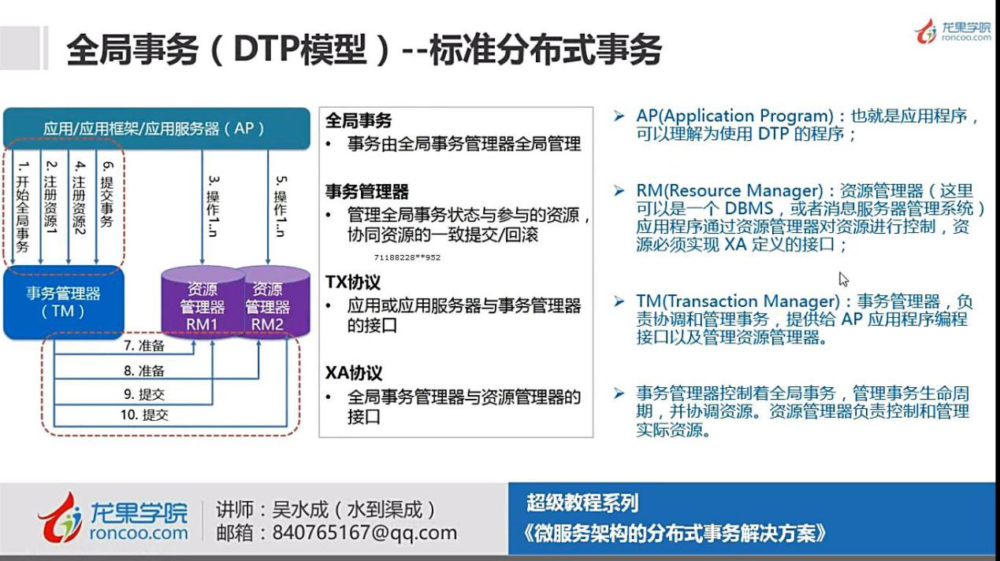 全局事务（DTP模型）--标准分布式事务
龙果学院
roncoo.com
应用/应用框架/应用服务器（AP）
1. 开始全局事务
2. 注册资源1
4. 注册资源2
6. 提交事务
3. 操作1..n
5. 操作1..n
事务管理器
（TM）
资源
管理器
RM1
资源
管理器
RM2
7. 准备
8. 准备
9. 提交
10. 提交
全局事务
• 事务由全局事务管理器全局管理
事务管理器
• 管理全局事务状态与参与的资源，
协同资源的一致提交/回滚
71188228**952
TX协议
• 应用或应用服务器与事务管理器
的接口
XA协议
• 全局事务管理器与资源管理器的
接口
➢ AP(Application Program)：也就是应用程序，
可以理解为使用 DTP 的程序；
➢ RM(Resource Manager)：资源管理器（这里
可以是一个 DBMS，或者消息服务器管理系统）
应用程序通过资源管理器对资源进行控制，资
源必须实现 XA 定义的接口；
➢ TM(Transaction Manager)：事务管理器，负
责协调和管理事务，提供给 AP 应用程序编程
接口以及管理资源管理器。
➢ 事务管理器控制着全局事务，管理事务生命周
期，并协调资源。资源管理器负责控制和管理
实际资源。
龙果学院
roncoo.com
讲师：吴水成（水到渠成）
邮箱：840765167@qq.com
超级教程系列
《微服务架构的分布式事务解决方案》